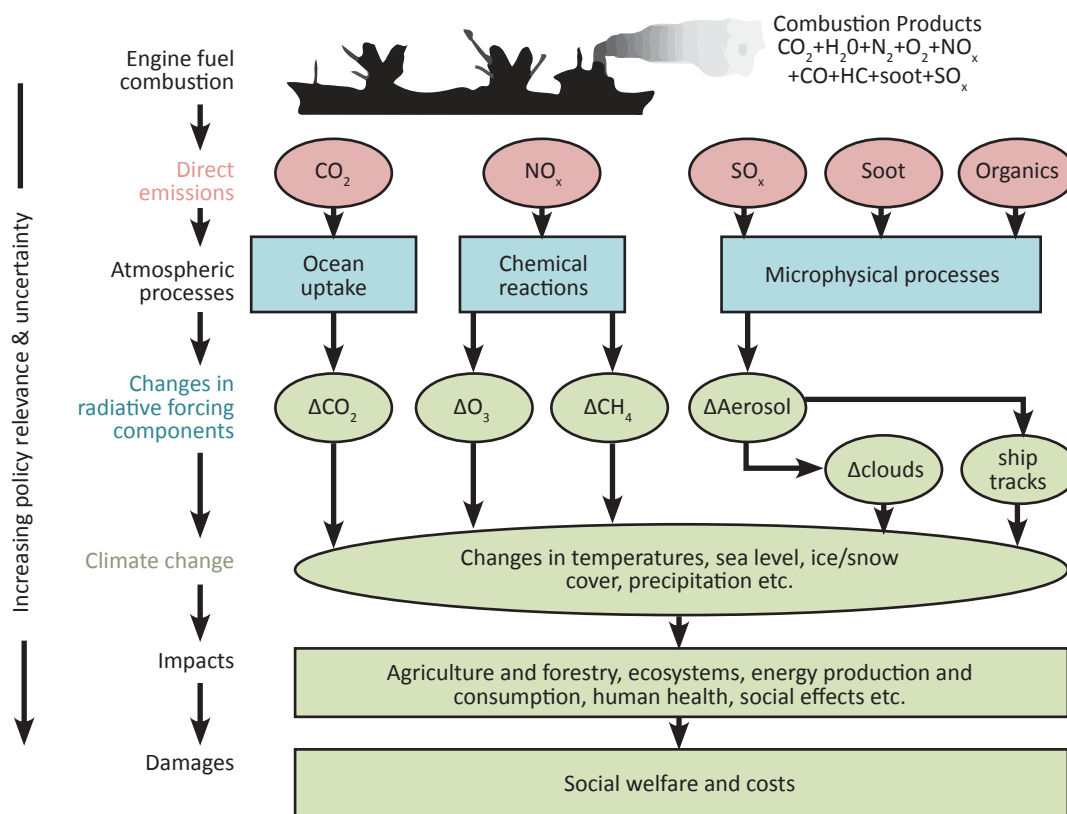 Combustion Products
CO₂+H₂0+N₂+O₂+NOₓ
+CO+HC+soot+SOₓ
Engine fuel
combustion
Increasing policy relevance & uncertainty
Direct
emissions
CO₂
NOₓ
SOₓ
Soot
Organics
Atmospheric
processes
Ocean
uptake
Chemical
reactions
Microphysical processes
Changes in
radiative forcing
components
ΔCO₂
ΔO₃
ΔCH₄
ΔAerosol
Δclouds
ship
tracks
Climate change
Changes in temperatures, sea level, ice/snow
cover, precipitation etc.
Impacts
Agriculture and forestry, ecosystems, energy production and
consumption, human health, social effects etc.
Damages
Social welfare and costs